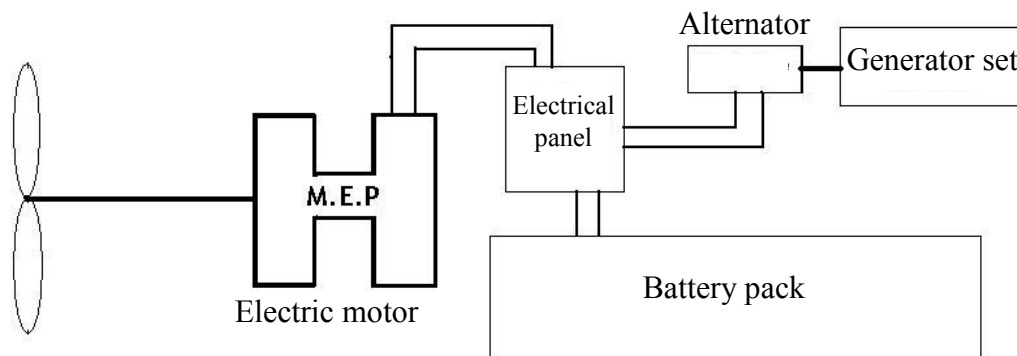 Alternator
Generator set
Electrical
panel
M.E.P
Electric motor
Battery pack